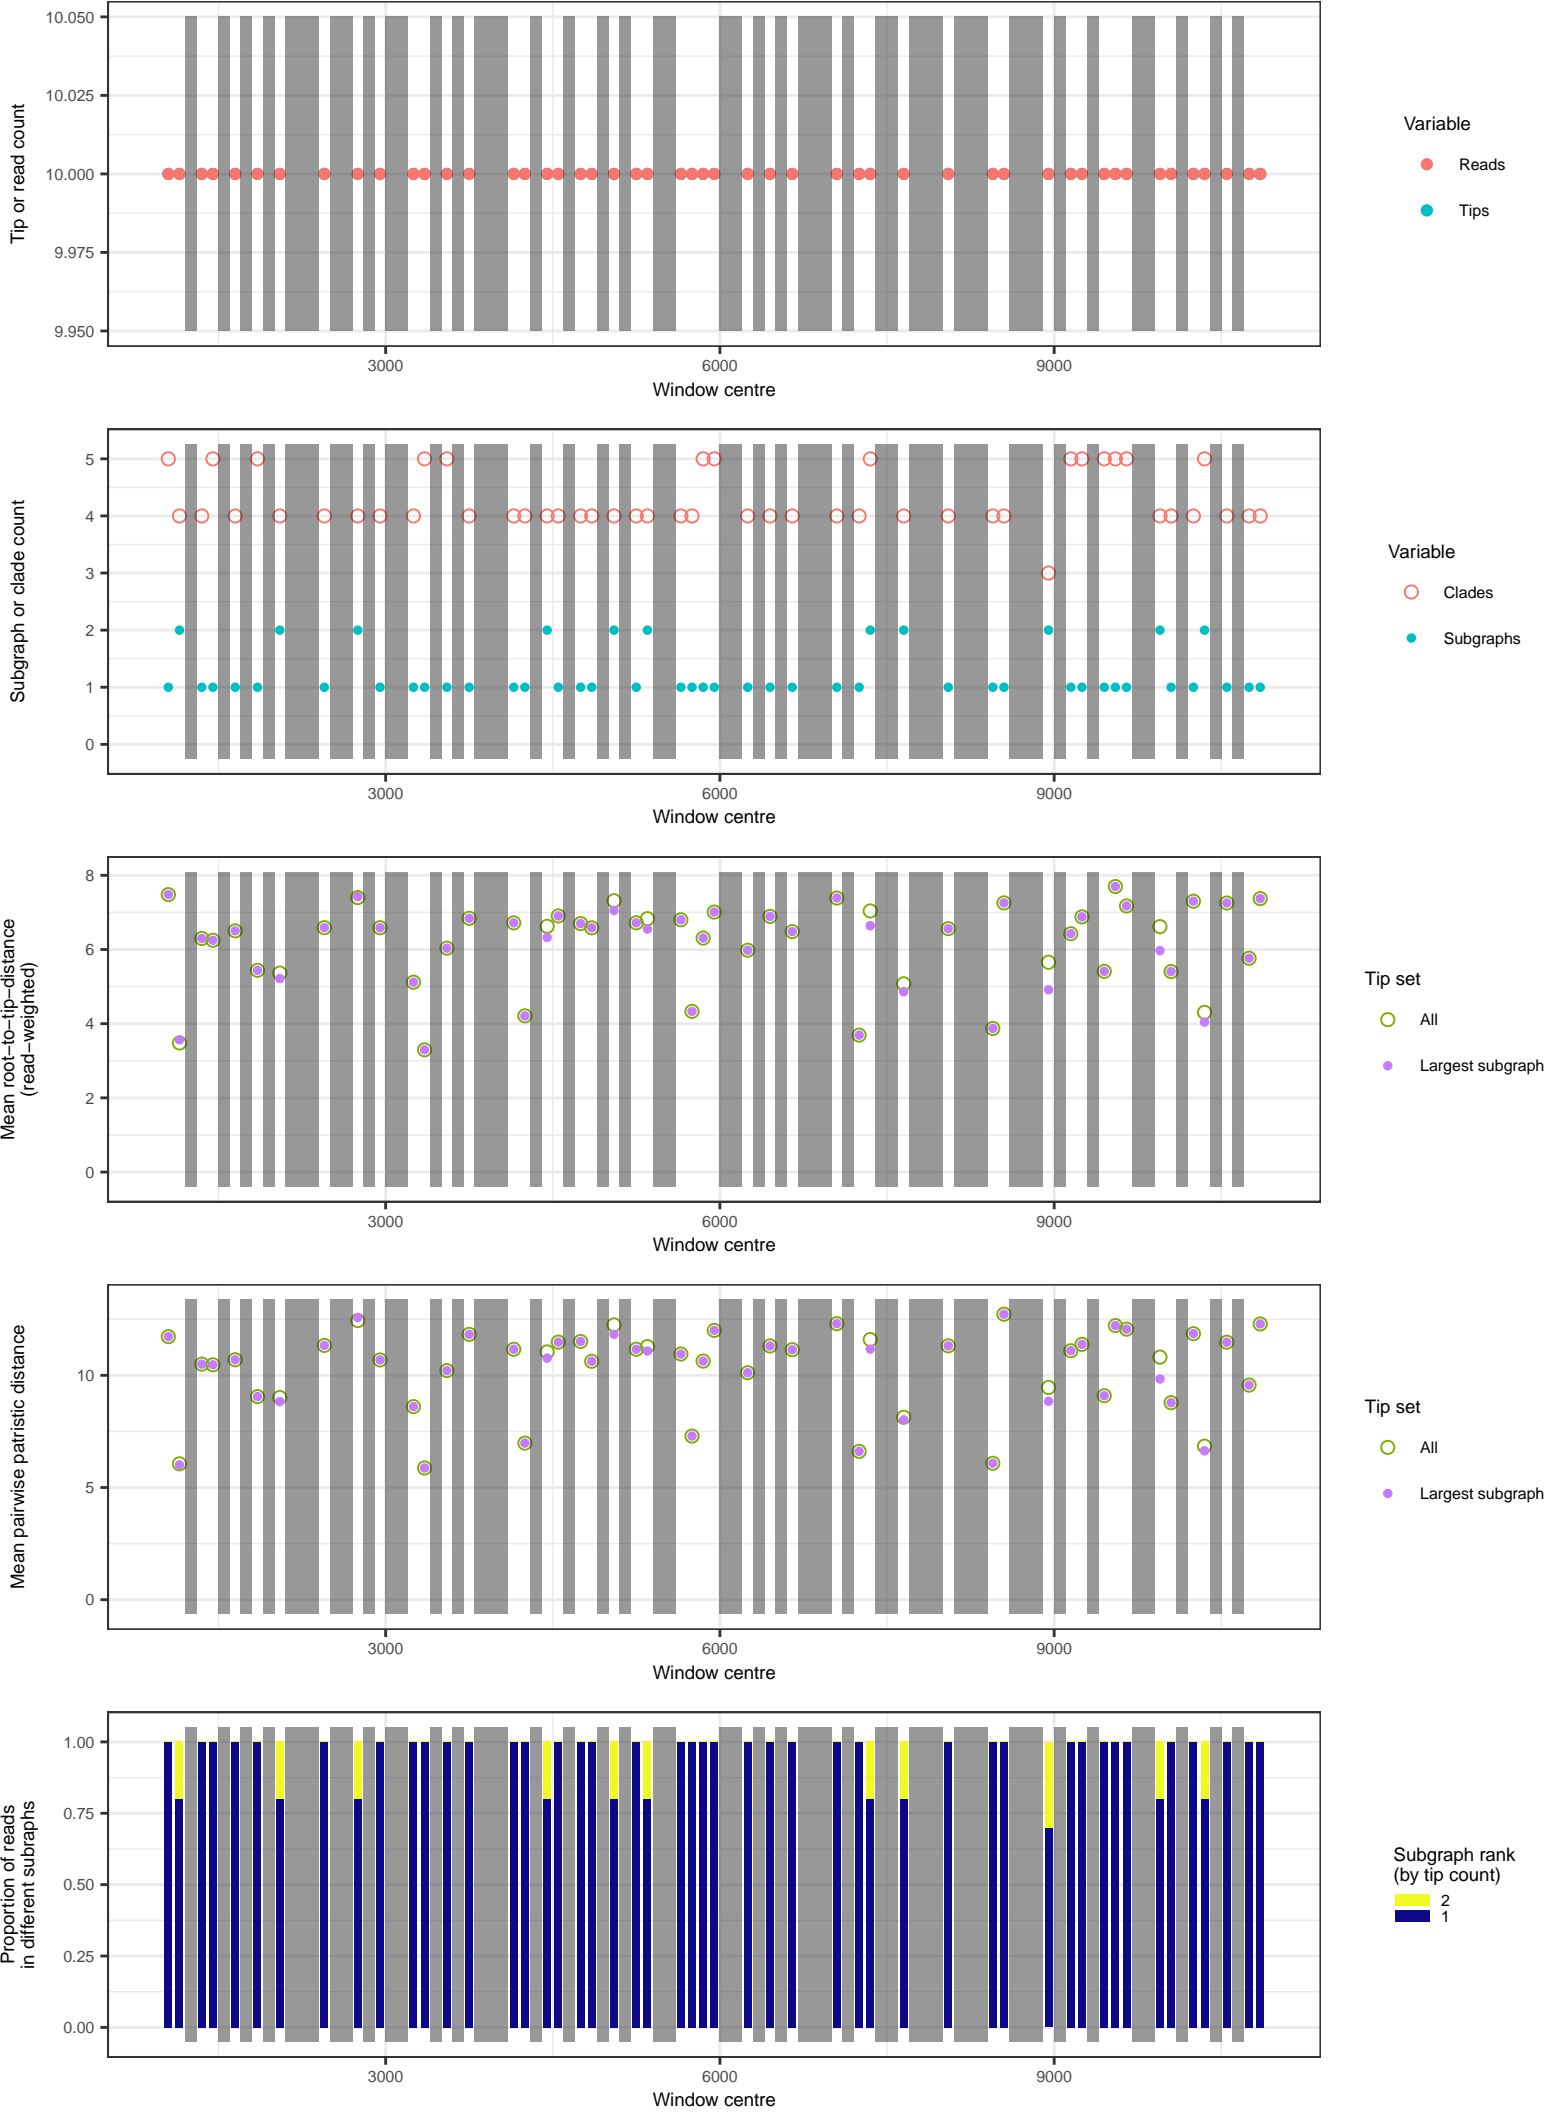 10.050
10.025
10.000
9.975
9.950
Tip or read count
3000
6000
9000
Window centre
Variable
Reads
Tips
5
4
3
2
1
0
Subgraph or clade count
3000
6000
9000
Window centre
Variable
Clades
Subgraphs
8
6
4
2
0
Mean root−to−tip−distance
(read−weighted)
3000
6000
9000
Window centre
Tip set
All
Largest subgraph
10
5
0
Mean pairwise patristic distance
3000
6000
9000
Window centre
Tip set
All
Largest subgraph
1.00
0.75
0.50
0.25
0.00
Proportion of reads
in different subraphs
3000
6000
9000
Window centre
Subgraph rank
(by tip count)
2
1